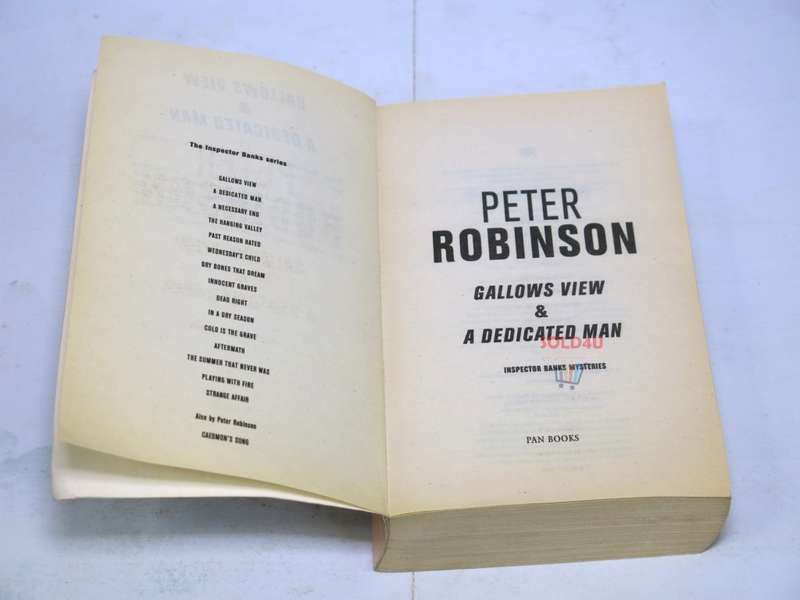 The Inspector Banks series
GALLOWS VIEW
A DEDICATED MAN
A NECESSARY END
THE HANGING VALLEY
PAST REASON HATED
WEDNESDAY'S CHILD
DRY BONES THAT DREAM
INNOCENT GRAVES
DEAD RIGHT
IN A DRY SEASON
COLD IS THE GRAVE
AFTERMATH
THE SUMMER THAT NEVER WAS
PLAYING WITH FIRE
STRANGE AFFAIR
Also by Peter Robinson
CAEDMON'S SONG
PETER
ROBINSON
GALLOWS VIEW
&
A DEDICATED MAN
SOLD4U
INSPECTOR BANKS MYSTERIES
PAN BOOKS